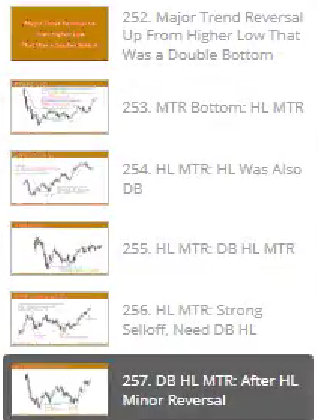 252. Major Trend Reversal
Up From Higher Low That
Was a Double Bottom
253. MTR Bottom: HL MTR
254. HL MTR: HL Was Also
DB
255. HL MTR: DB HL MTR
256. HL MTR: Strong
Selloff, Need DB HL
257. DB HL MTR: After HL
Minor Reversal